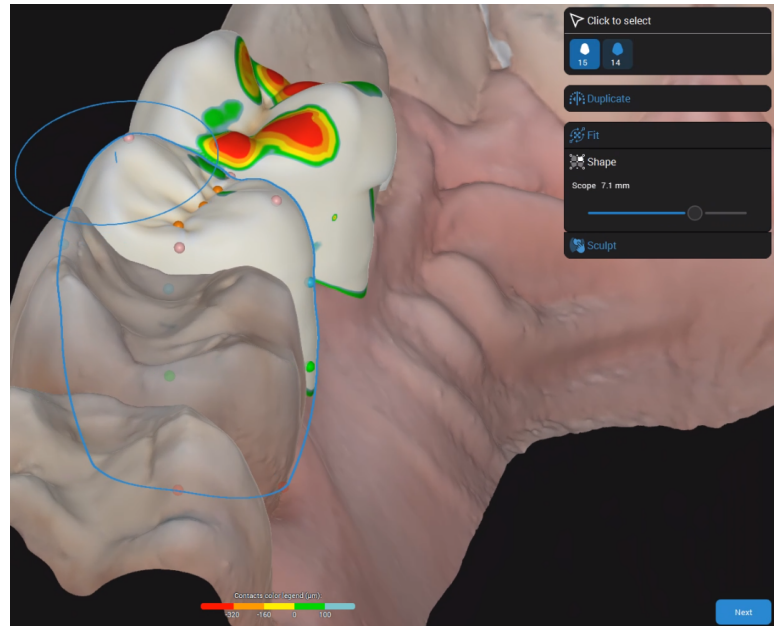 Click to select
15 14
Duplicate
Fit
Shape
Scope 7.1 mm
Sculpt
Contacts color legend (µm):
-320 -160 0 100
Next